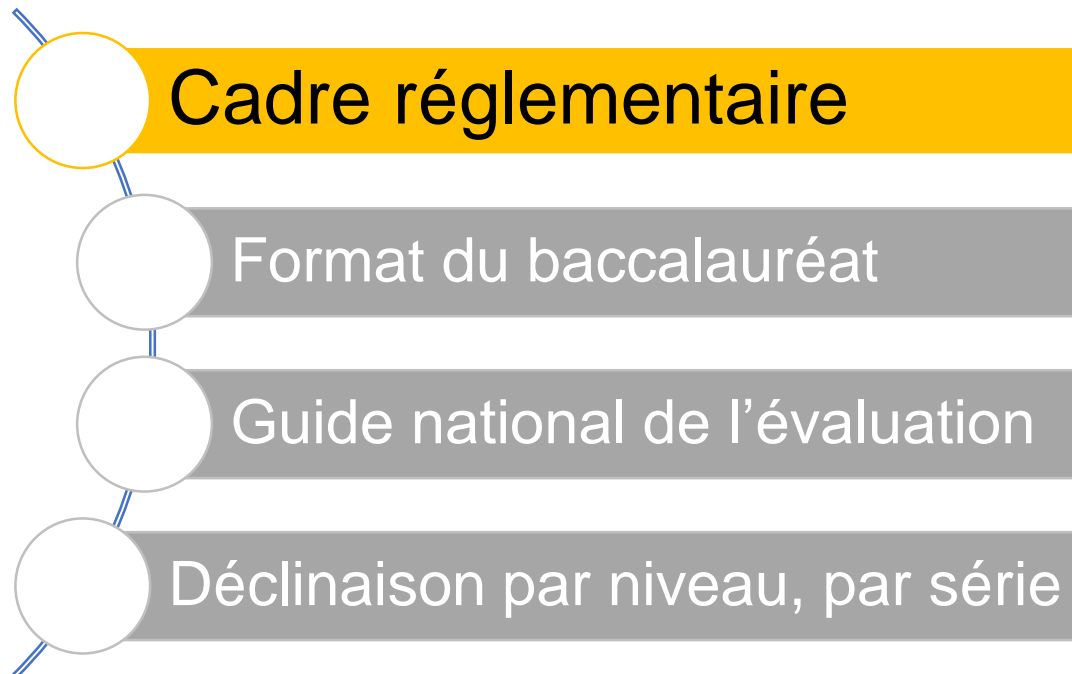 Cadre réglementaire
Format du baccalauréat
Guide national de l’évaluation
Déclinaison par niveau, par série